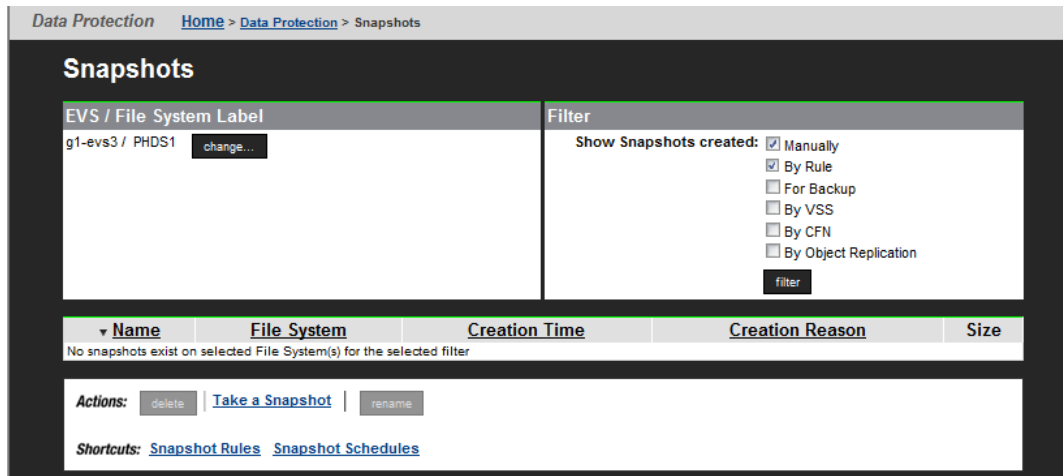 Data Protection Home > Data Protection > Snapshots
Snapshots
EVS / File System Label
g1-evs3 / PHDS1 change...
Filter
Show Snapshots created: Manually
By Rule
For Backup
By VSS
By CFN
By Object Replication
filter
Name File System Creation Time Creation Reason Size
No snapshots exist on selected File System(s) for the selected filter
Actions: delete | Take a Snapshot | rename
Shortcuts: Snapshot Rules Snapshot Schedules